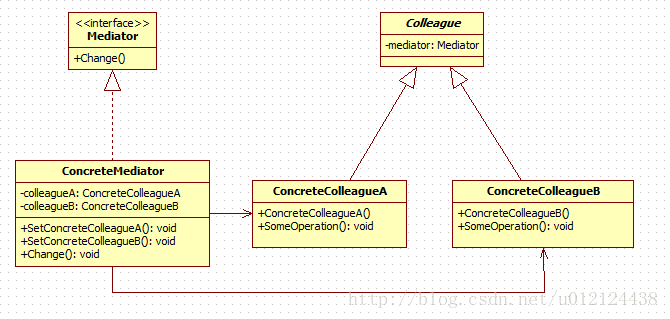 <<interface>>
Mediator
+Change()
Colleague
-mediator: Mediator
ConcreteMediator
-colleagueA: ConcreteColleagueA
-colleagueB: ConcreteColleagueB
+SetConcreteColleagueA(): void
+SetConcreteColleagueB(): void
+Change(): void
ConcreteColleagueA
+ConcreteColleagueA()
+SomeOperation(): void
ConcreteColleagueB
+ConcreteColleagueB()
+SomeOperation(): void
http://blog.csdn.net/u012124438